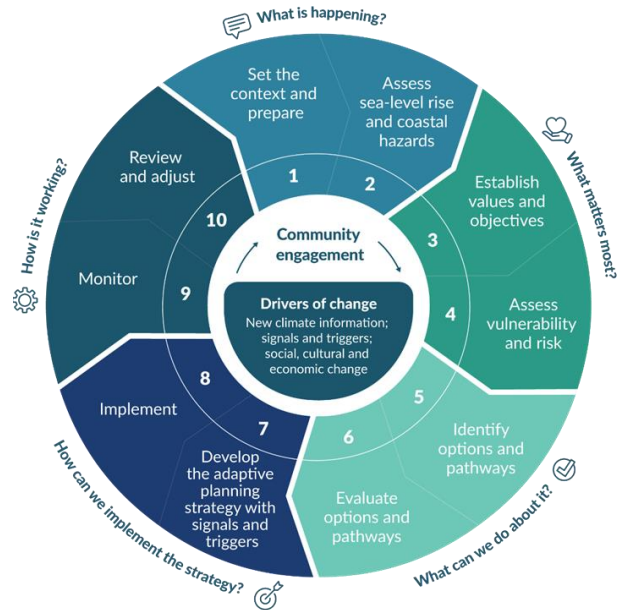 What is happening?
Set the
context and
prepare
1
Assess
sea-level rise
and coastal
hazards
2
What matters most?
Establish
values and
objectives
3
Assess
vulnerability
and risk
4
What can we do about it?
Identify
options and
pathways
5
Evaluate
options and
pathways
6
How can we implement the strategy?
Develop
the adaptive
planning
strategy with
signals and
triggers
7
Implement
8
How is it working?
Monitor
9
Review
and adjust
10
Community
engagement
Drivers of change
New climate information;
signals and triggers;
social, cultural and
economic change